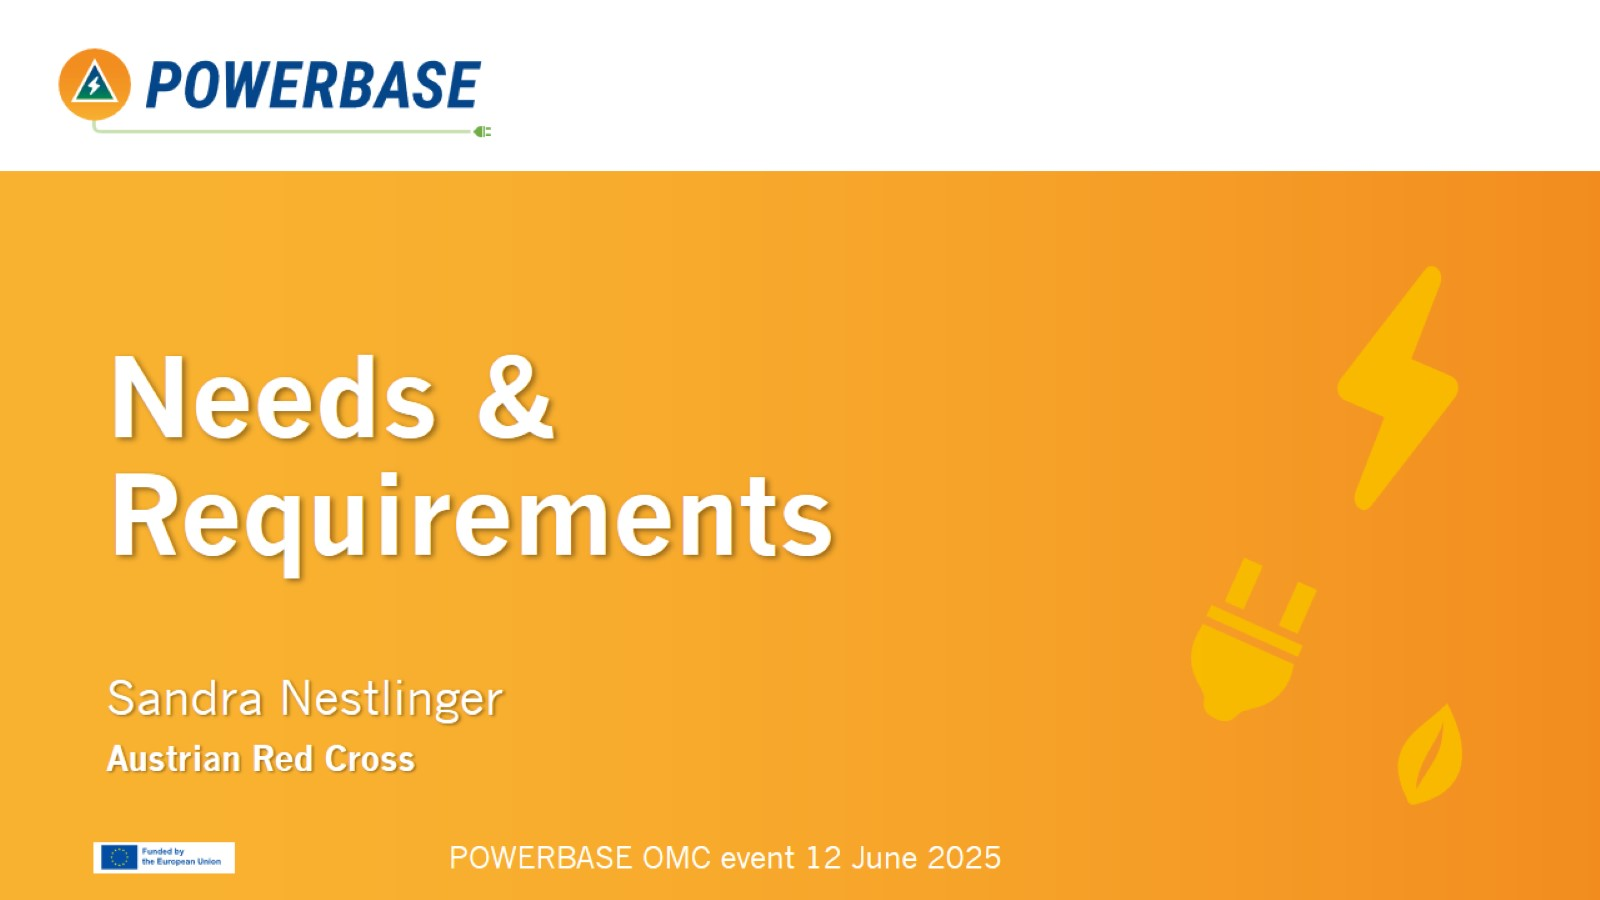 POWERBASE
Needs &
Requirements
Sandra Nestlinger
Austrian Red Cross
Funded by
the European Union
POWERBASE OMC event 12 June 2025